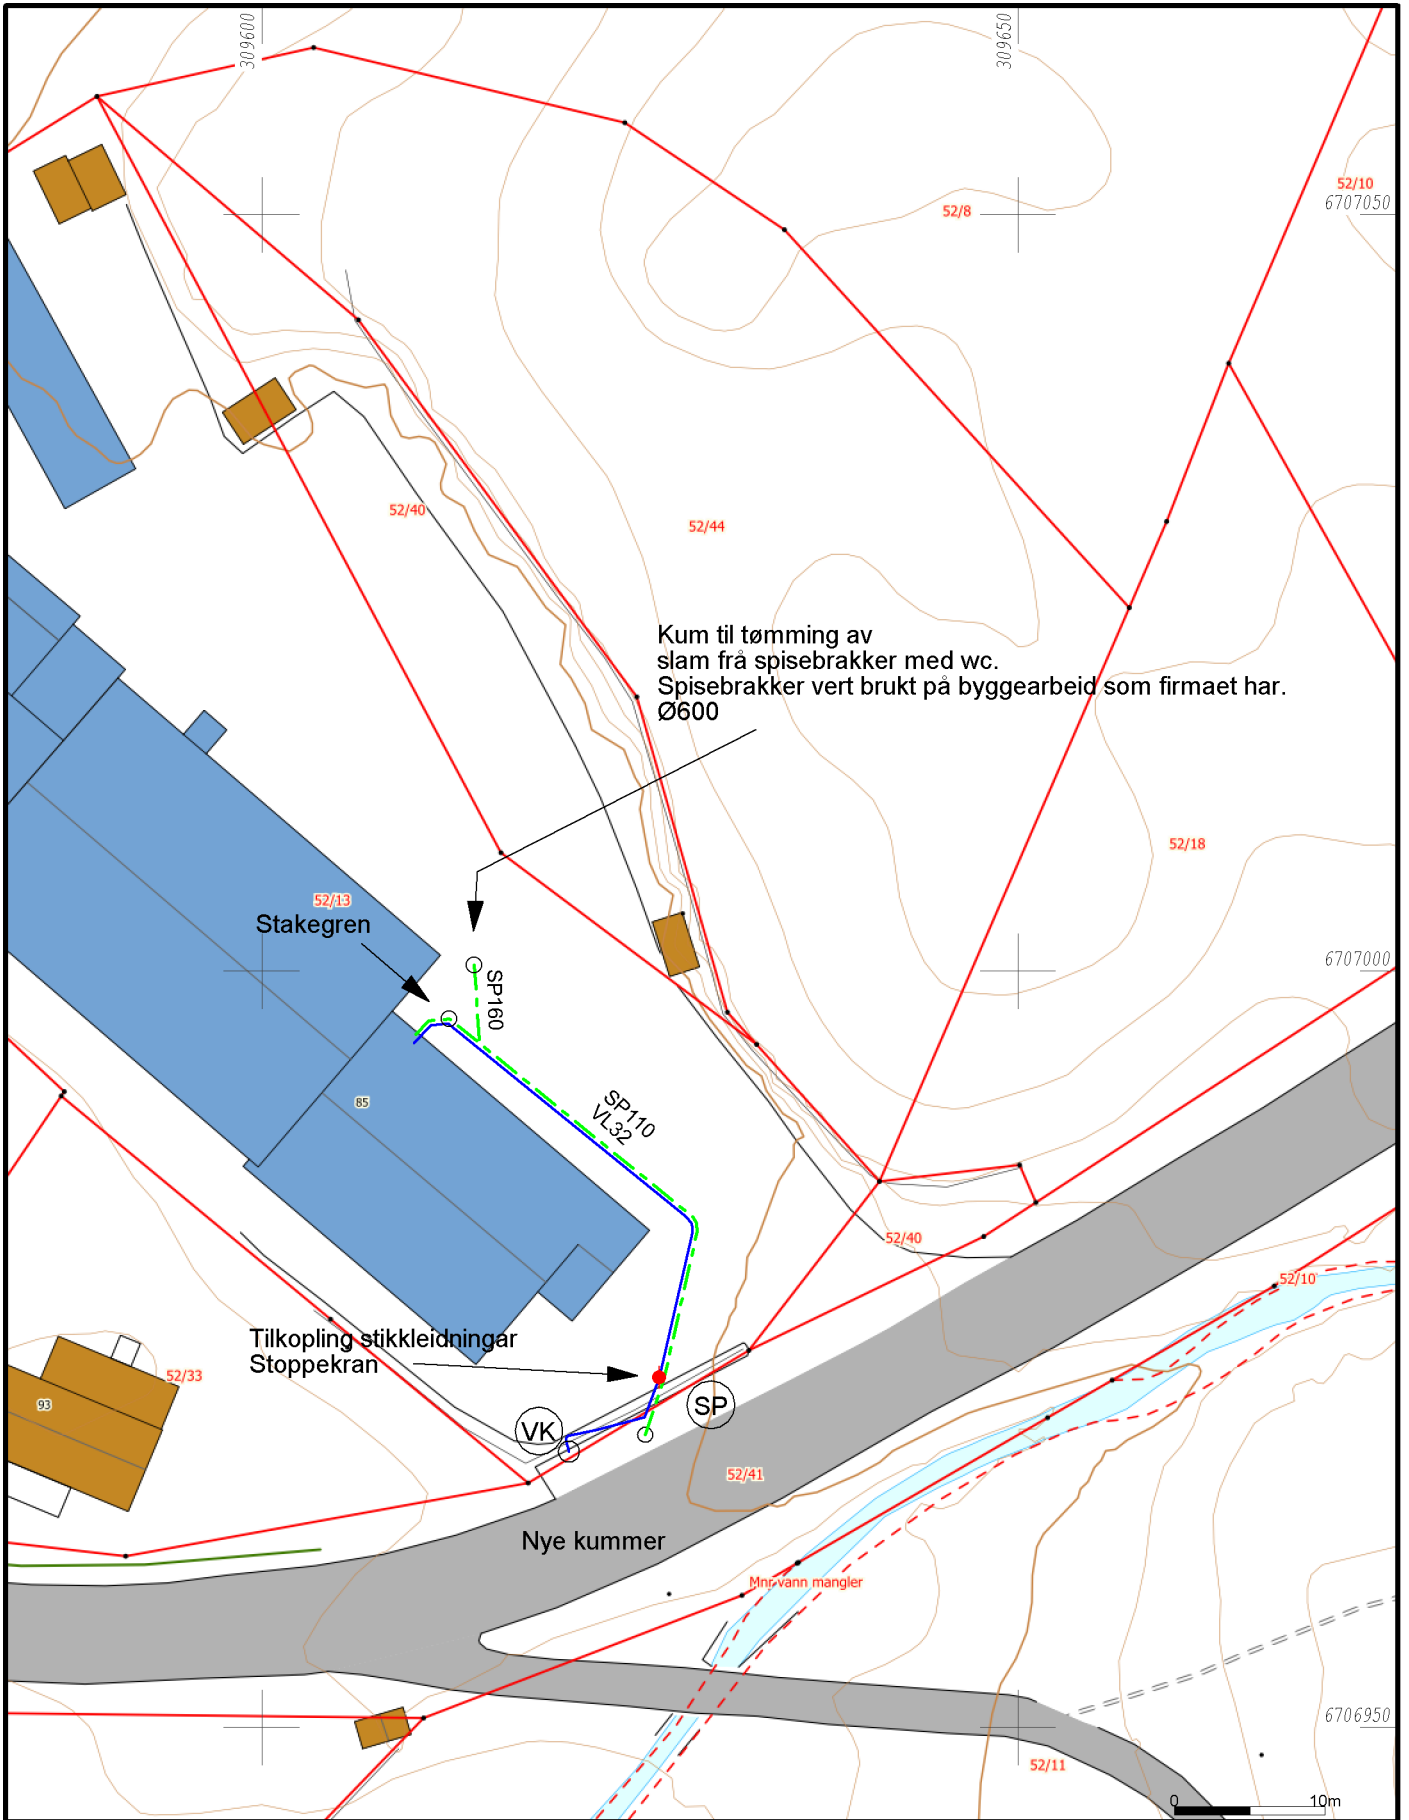 309600
309650
52/10
6707050
52/8
52/40
52/44
Kum til tømming av
slam frå spisebrakker med wc.
Spisebrakker vert brukt på byggearbeid som firmaet har.
Ø600
52/18
52/13
Stakegren
6707000
SP160
85
SP110
VL32
52/40
52/10
Tilkopling stikkleidningar
Stoppekran
52/33
93
SP
VK
52/41
Nye kummer
Mnr vann mangler
6706950
52/11
0 10m